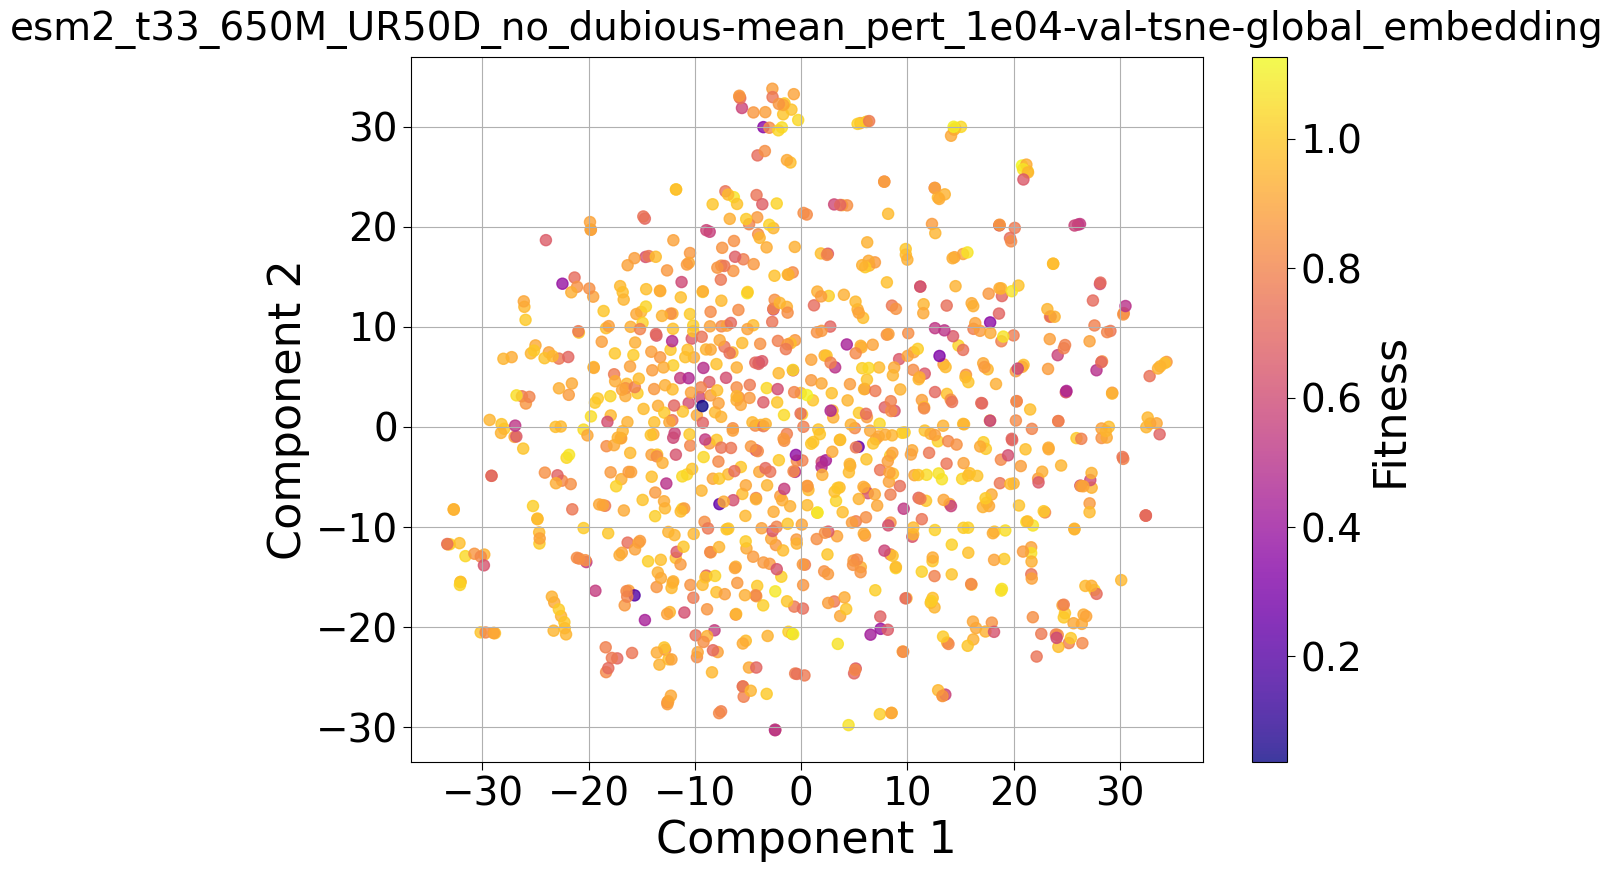 esm2_t33_650M_UR50D_no_dubious-mean_pert_1e04-val-tsne-global_embedding
30
20
10
0
−10
−20
−30
Component 2
−30 −20 −10 0 10 20 30
Component 1
1.0
0.8
0.6
0.4
0.2
Fitness